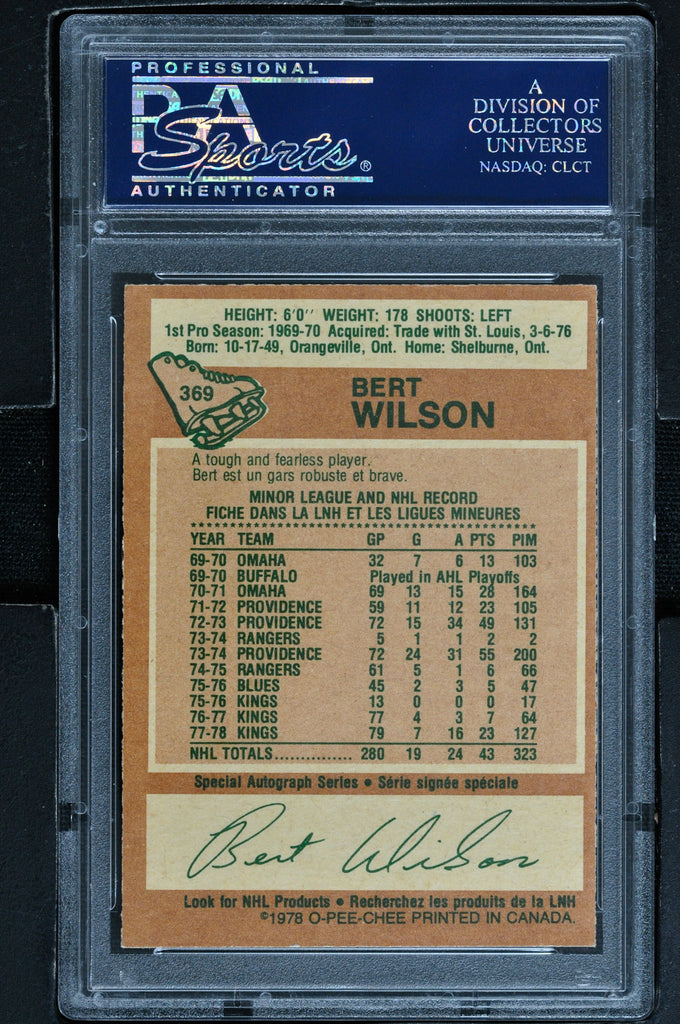 PROFESSIONAL
PSA
Sports®
AUTHENTICATOR
A
DIVISION OF
COLLECTORS
UNIVERSE
NASDAQ: CLCT
HEIGHT: 6'0'' WEIGHT: 178 SHOOTS: LEFT
1st Pro Season: 1969-70 Acquired: Trade with St. Louis, 3-6-76
Born: 10-17-49, Orangeville, Ont. Home: Shelburne, Ont.
369
BERT
WILSON
A tough and fearless player.
Bert est un gars robuste et brave.
MINOR LEAGUE AND NHL RECORD
FICHE DANS LA LNH ET LES LIGUES MINEURES
YEAR TEAM GP G A PTS PIM
69-70 OMAHA 32 7 6 13 103
69-70 BUFFALO Played in AHL Playoffs
70-71 OMAHA 69 13 15 28 164
71-72 PROVIDENCE 59 11 12 23 105
72-73 PROVIDENCE 72 15 34 49 131
73-74 RANGERS 5 1 1 2 2
73-74 PROVIDENCE 72 24 31 55 200
74-75 RANGERS 61 5 1 6 66
75-76 BLUES 45 2 3 5 47
75-76 KINGS 13 0 0 0 17
76-77 KINGS 77 4 3 7 64
77-78 KINGS 79 7 16 23 127
NHL TOTALS............... 280 19 24 43 323
Special Autograph Series • Série signée spéciale
Bert Wilson
Look for NHL Products • Recherchez les produits de la LNH
©1978 O-PEE-CHEE PRINTED IN CANADA.